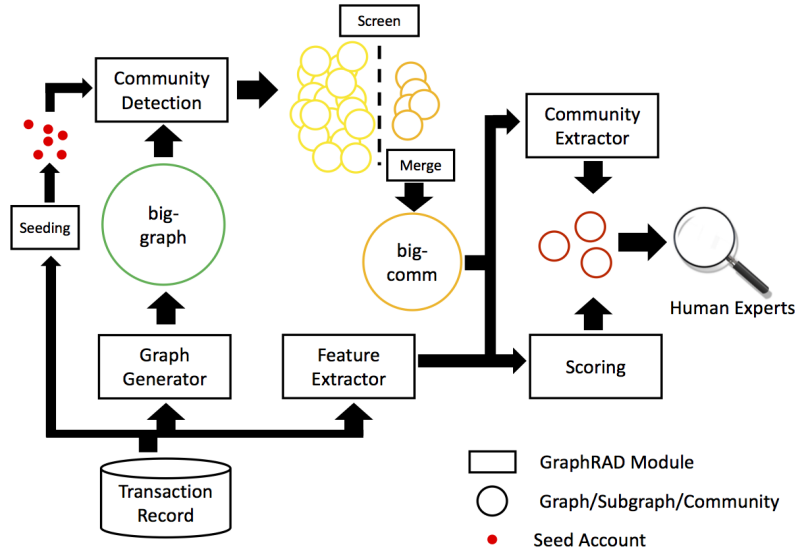 Screen
Community
Detection
Community
Extractor
Merge
Seeding
big-
graph
big-
comm
Human Experts
Graph
Generator
Feature
Extractor
Scoring
Transaction
Record
GraphRAD Module
Graph/Subgraph/Community
Seed Account